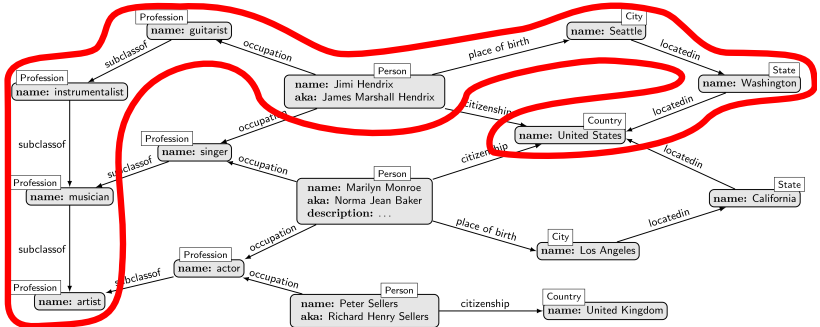 Profession
name: guitarist
City
name: Seattle
subclassof
occupation
place of birth
locatedin
Profession
name: instrumentalist
Person
name: Jimi Hendrix
aka: James Marshall Hendrix
State
name: Washington
citizenship
locatedin
occupation
Country
name: United States
subclassof
Profession
name: singer
citizenship
locatedin
subclassof
occupation
Profession
name: musician
Person
name: Marilyn Monroe
aka: Norma Jean Baker
description: ...
State
name: California
place of birth
locatedin
City
name: Los Angeles
subclassof
occupation
Profession
name: actor
subclassof
occupation
Profession
name: artist
Person
name: Peter Sellers
aka: Richard Henry Sellers
citizenship
Country
name: United Kingdom